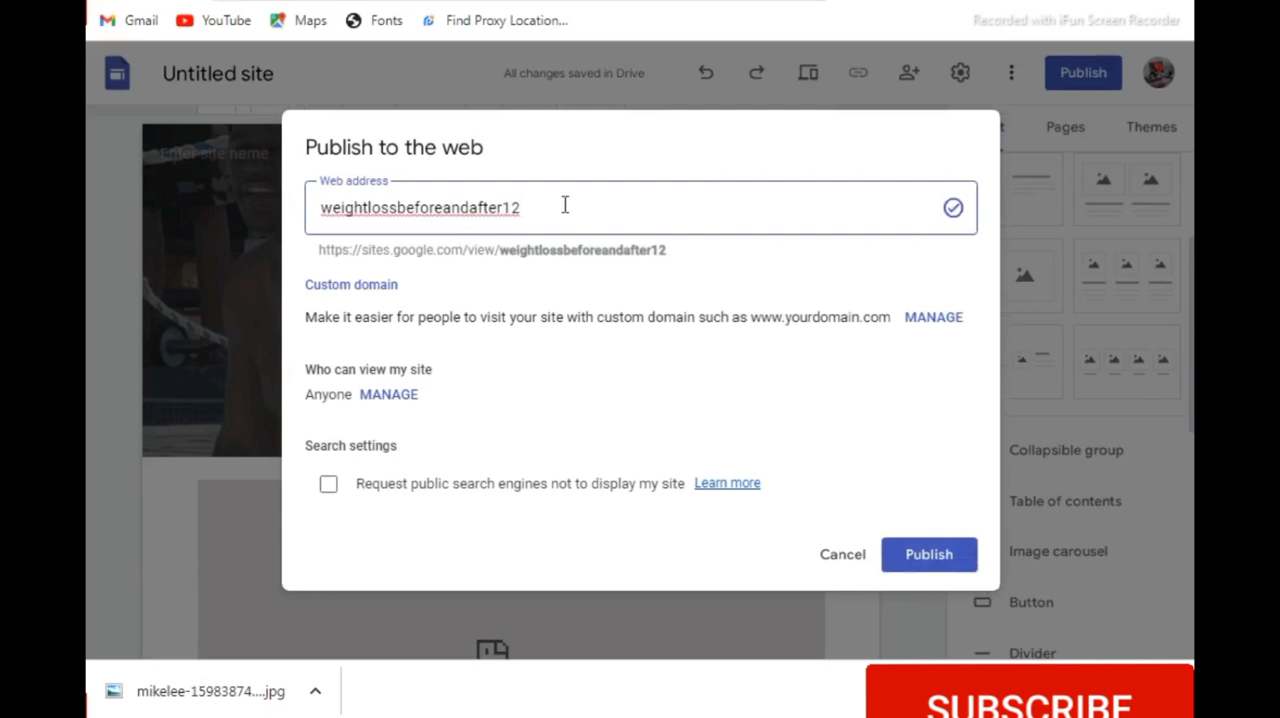 Gmail YouTube Maps Fonts Find Proxy Location... Recorded with iFun Screen Recorder
Untitled site All changes saved in Drive Publish
Enter site name
Pages Themes
Publish to the web
Web address
weightlossbeforeandafter12
https://sites.google.com/view/weightlossbeforeandafter12
Custom domain
Make it easier for people to visit your site with custom domain such as www.yourdomain.com MANAGE
Who can view my site
Anyone MANAGE
Search settings
Request public search engines not to display my site Learn more
Cancel Publish
Collapsible group
Table of contents
Image carousel
Button
Divider
mikelee-15983874....jpg
SUBSCRIBE